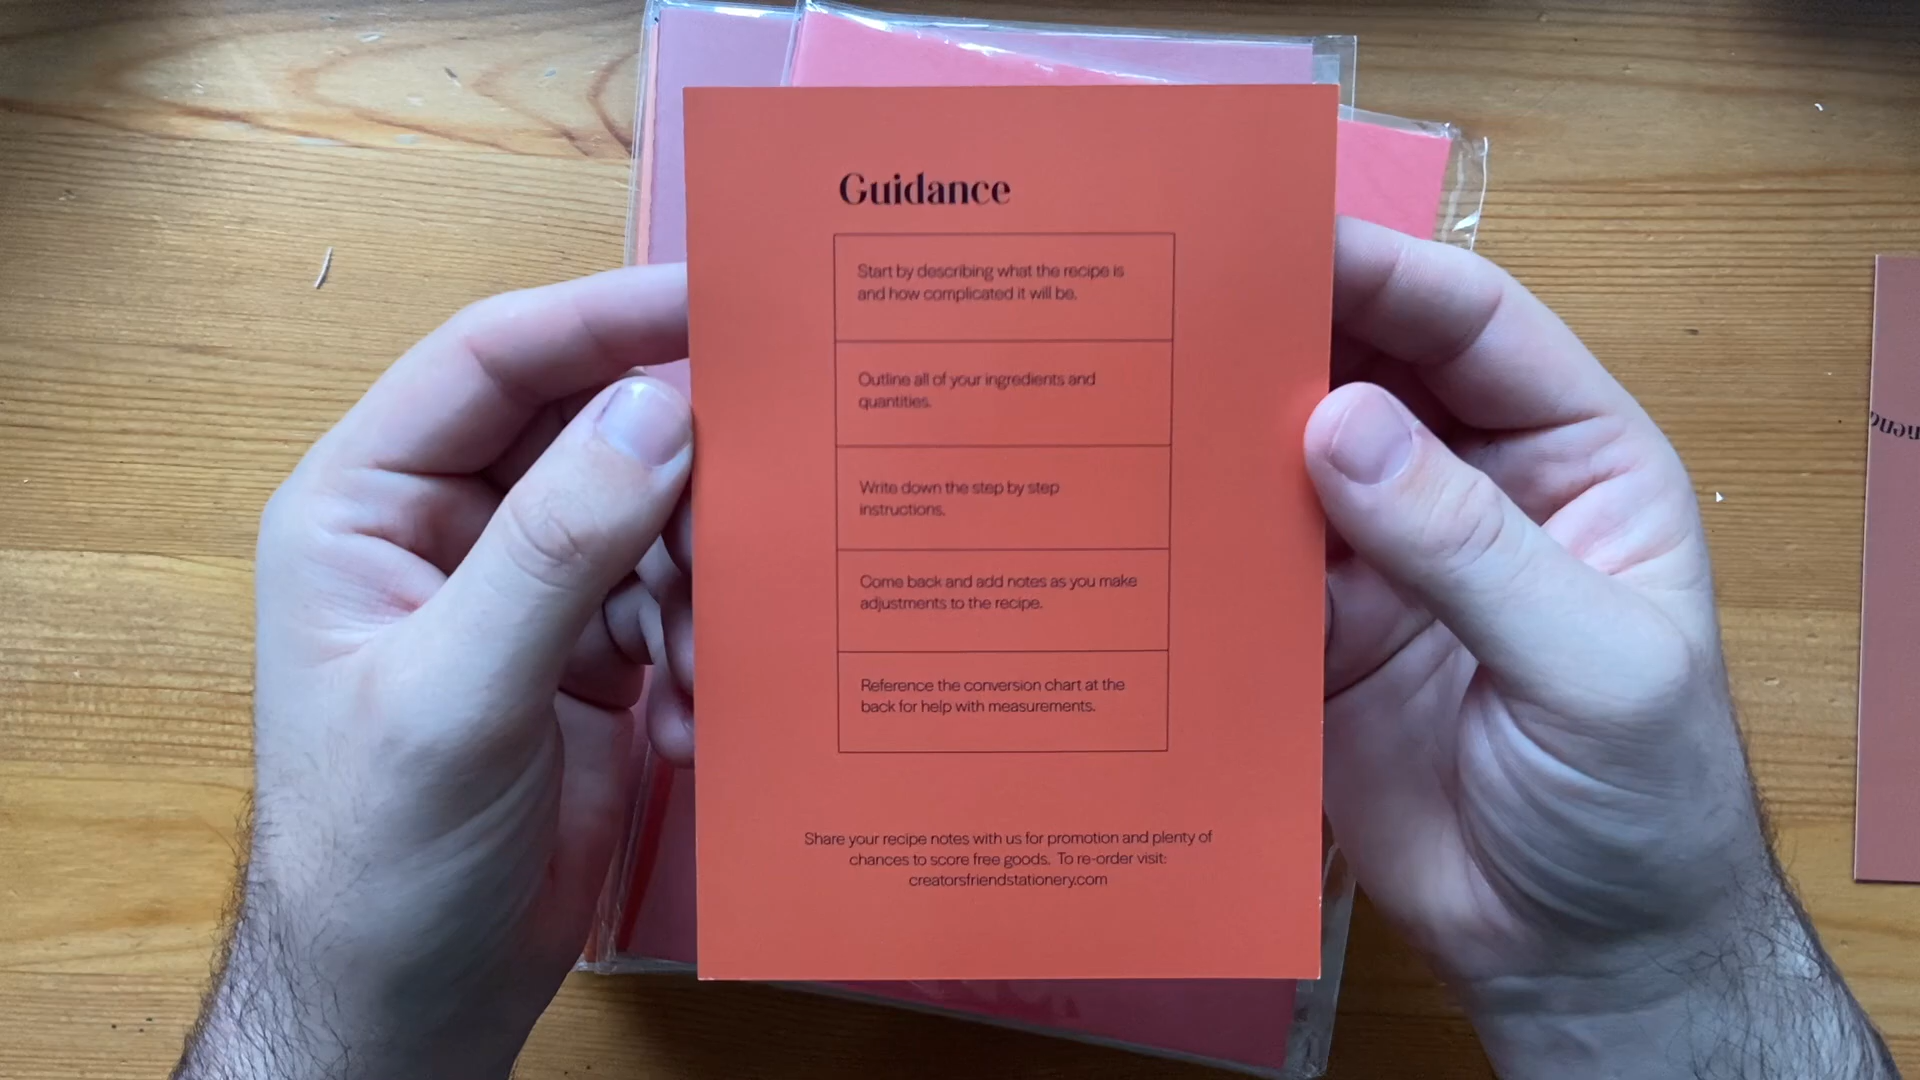 Guidance
Start by describing what the recipe is
and how complicated it will be.
Outline all of your ingredients and
quantities.
Write down the step by step
instructions.
Come back and add notes as you make
adjustments to the recipe.
Reference the conversion chart at the
back for help with measurements.
Share your recipe notes with us for promotion and plenty of
chances to score free goods. To re-order visit:
creatorsfriendstationery.com